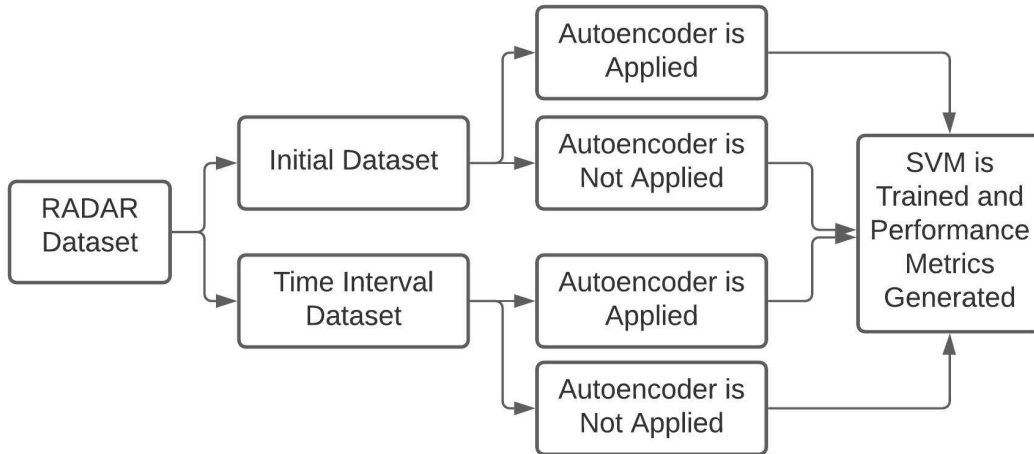 RADAR
Dataset
Initial Dataset
Time Interval
Dataset
Autoencoder is
Applied
Autoencoder is
Not Applied
Autoencoder is
Applied
Autoencoder is
Not Applied
SVM is
Trained and
Performance
Metrics
Generated